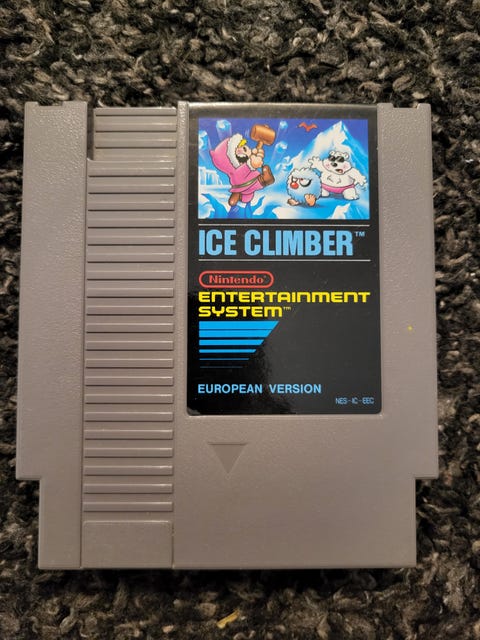 ICE CLIMBER™
Nintendo®
ENTERTAINMENT
SYSTEM™
EUROPEAN VERSION
NES-IC-EEC